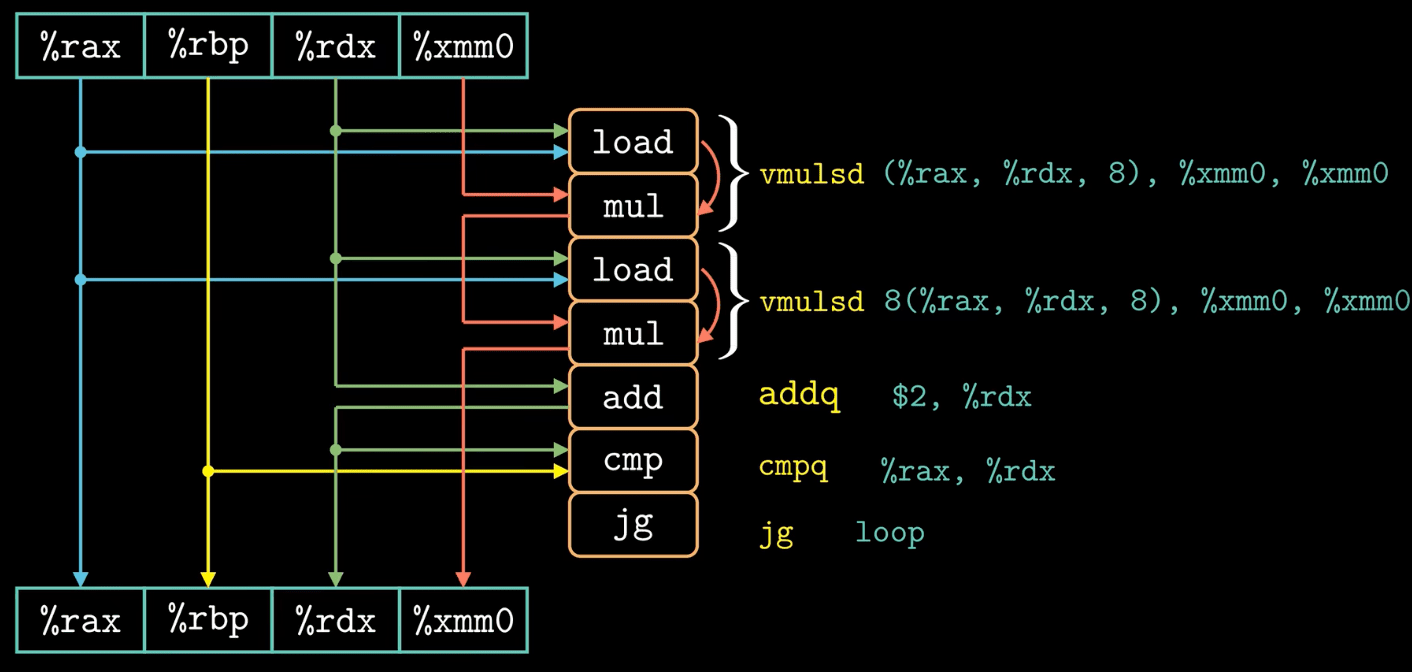 %rax %rbp %rdx %xmm0
load
mul
vmulsd (%rax, %rdx, 8), %xmm0, %xmm0
load
mul
vmulsd 8(%rax, %rdx, 8), %xmm0, %xmm0
add
addq $2, %rdx
cmp
cmpq %rax, %rdx
jg
jg loop
%rax %rbp %rdx %xmm0